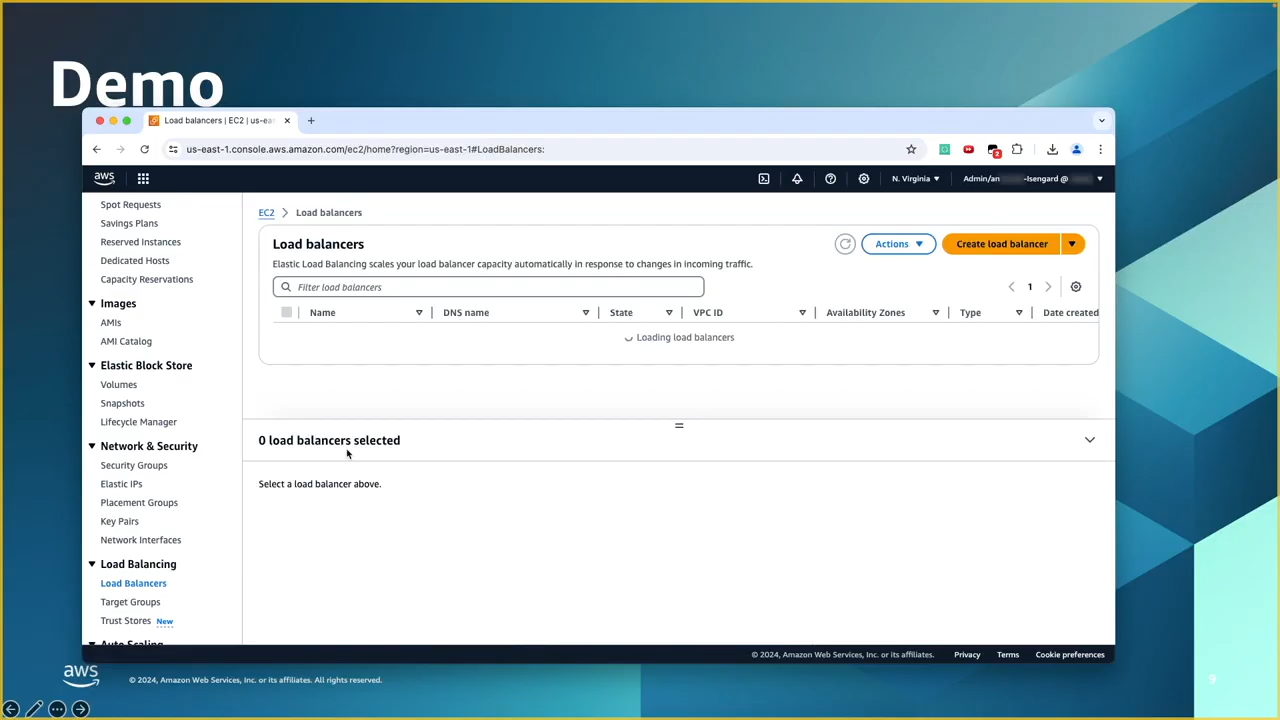 Demo
Load balancers | EC2 | us-eas
us-east-1.console.aws.amazon.com/ec2/home?region=us-east-1#LoadBalancers:
2
aws
N. Virginia
Admin/an
-Isengard @
Spot Requests
Savings Plans
Reserved Instances
Dedicated Hosts
Capacity Reservations
Images
AMIs
AMI Catalog
Elastic Block Store
Volumes
Snapshots
Lifecycle Manager
Network & Security
Security Groups
Elastic IPs
Placement Groups
Key Pairs
Network Interfaces
Load Balancing
Load Balancers
Target Groups
Trust Stores New
Auto Scaling
EC2 > Load balancers
Load balancers
Actions
Create load balancer
Elastic Load Balancing scales your load balancer capacity automatically in response to changes in incoming traffic.
Filter load balancers
1
Name DNS name State VPC ID Availability Zones Type Date created
Loading load balancers
0 load balancers selected
Select a load balancer above.
© 2024, Amazon Web Services, Inc. or its affiliates. Privacy Terms Cookie preferences
aws
© 2024, Amazon Web Services, Inc. or its affiliates. All rights reserved.
9